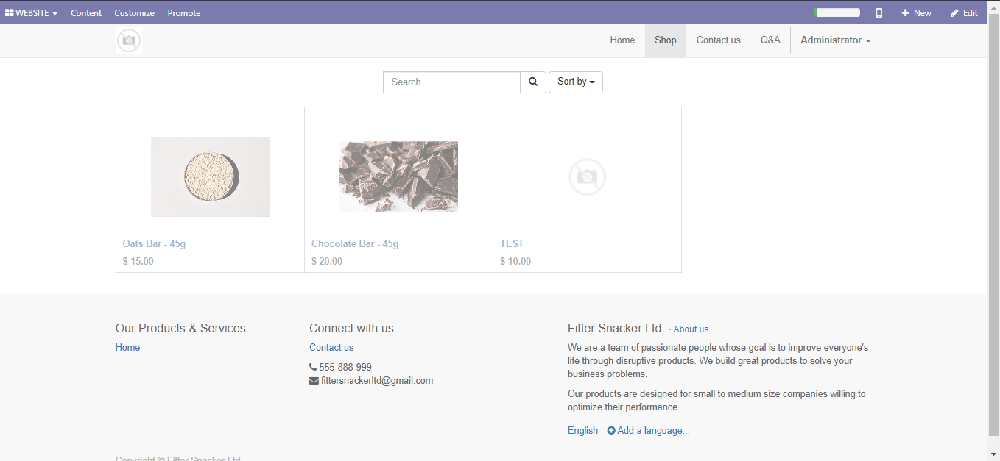 WEBSITE Content Customize Promote New Edit
Home Shop Contact us Q&A Administrator
Search... Sort by
Oats Bar - 45g Chocolate Bar - 45g TEST
$ 15.00 $ 20.00 $ 10.00
Our Products & Services
Home
Connect with us
Contact us
555-888-999
fittersnackerltd@gmail.com
Fitter Snacker Ltd. - About us
We are a team of passionate people whose goal is to improve everyone's
life through disruptive products. We build great products to solve your
business problems.
Our products are designed for small to medium size companies willing to
optimize their performance.
English Add a language...
Copyright © Fitter Snacker Ltd